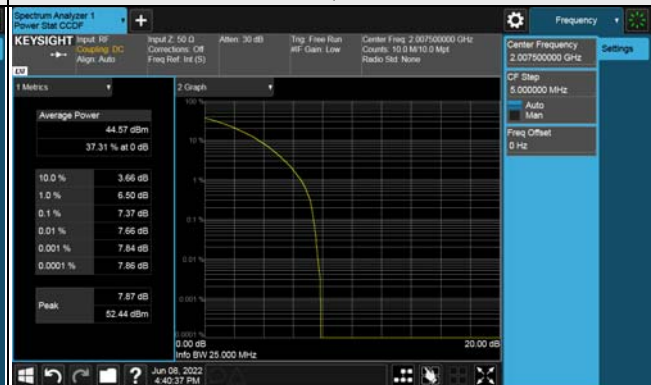 Spectrum Analyzer 1
Power Stat CCDF
+
Frequency
KEYSIGHT
Input: RF
Coupling: DC
Align: Auto
Input Z: 50 Ω
Corrections: Off
Freq Ref: Int (S)
Atten: 30 dB
Trig: Free Run
#IF Gain: Low
Center Freq: 2.007500000 GHz
Counts: 10.0 M/10.0 Mpt
Radio Std: None
Center Frequency
2.007500000 GHz
Settings
CF Step
5.000000 MHz
Auto
Man
Freq Offset
0 Hz
1 Metrics
2 Graph
Average Power
44.57 dBm
37.31 % at 0 dB
10.0 % 3.66 dB
1.0 % 6.50 dB
0.1 % 7.37 dB
0.01 % 7.66 dB
0.001 % 7.84 dB
0.0001 % 7.86 dB
Peak
7.87 dB
52.44 dBm
100 %
10 %
1 %
0.1 %
0.01 %
0.001 %
0.0001 %
0.00 dB
20.00 dB
Info BW 25.000 MHz
?
Jun 08, 2022
4:40:37 PM